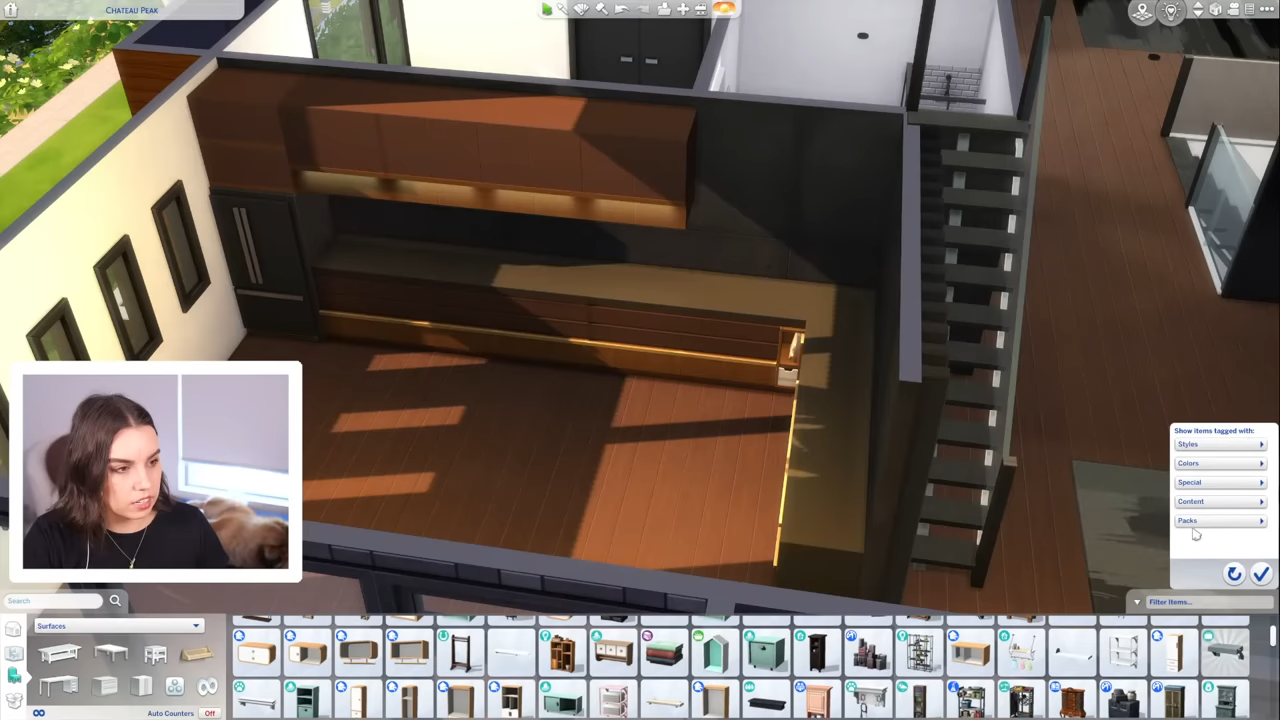 CHATEAU PEAK
Show items tagged with:
Styles
Colors
Special
Content
Packs
Filter Items...
Search
Surfaces
Auto Counters
Off